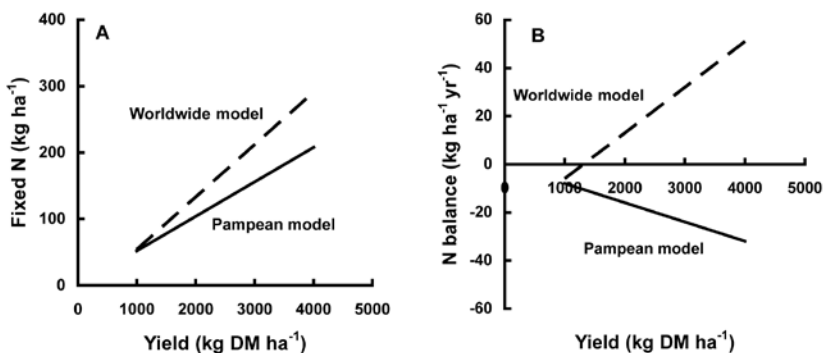 A
400
300
200
100
0
Fixed N (kg ha⁻¹)
Worldwide model
Pampean model
0 1000 2000 3000 4000 5000
Yield (kg DM ha⁻¹)
B
60
40
20
0
-20
-40
-60
N balance (kg ha⁻¹ yr⁻¹)
Worldwide model
0 1000 2000 3000 4000 5000
Pampean model
Yield (kg DM ha⁻¹)